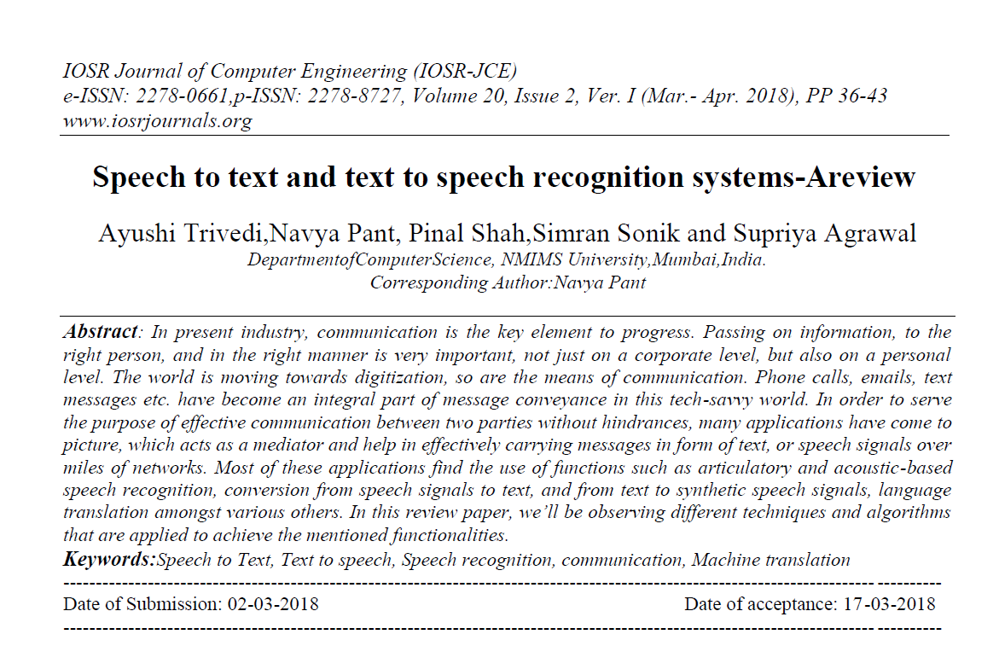 IOSR Journal of Computer Engineering (IOSR-JCE)
e-ISSN: 2278-0661,p-ISSN: 2278-8727, Volume 20, Issue 2, Ver. I (Mar.- Apr. 2018), PP 36-43
www.iosrjournals.org
Speech to text and text to speech recognition systems-Areview
Ayushi Trivedi,Navya Pant, Pinal Shah,Simran Sonik and Supriya Agrawal
DepartmentofComputerScience, NMIMS University,Mumbai,India.
Corresponding Author:Navya Pant
Abstract: In present industry, communication is the key element to progress. Passing on information, to the
right person, and in the right manner is very important, not just on a corporate level, but also on a personal
level. The world is moving towards digitization, so are the means of communication. Phone calls, emails, text
messages etc. have become an integral part of message conveyance in this tech-savvy world. In order to serve
the purpose of effective communication between two parties without hindrances, many applications have come to
picture, which acts as a mediator and help in effectively carrying messages in form of text, or speech signals over
miles of networks. Most of these applications find the use of functions such as articulatory and acoustic-based
speech recognition, conversion from speech signals to text, and from text to synthetic speech signals, language
translation amongst various others. In this review paper, we’ll be observing different techniques and algorithms
that are applied to achieve the mentioned functionalities.
Keywords:Speech to Text, Text to speech, Speech recognition, communication, Machine translation
Date of Submission: 02-03-2018 Date of acceptance: 17-03-2018